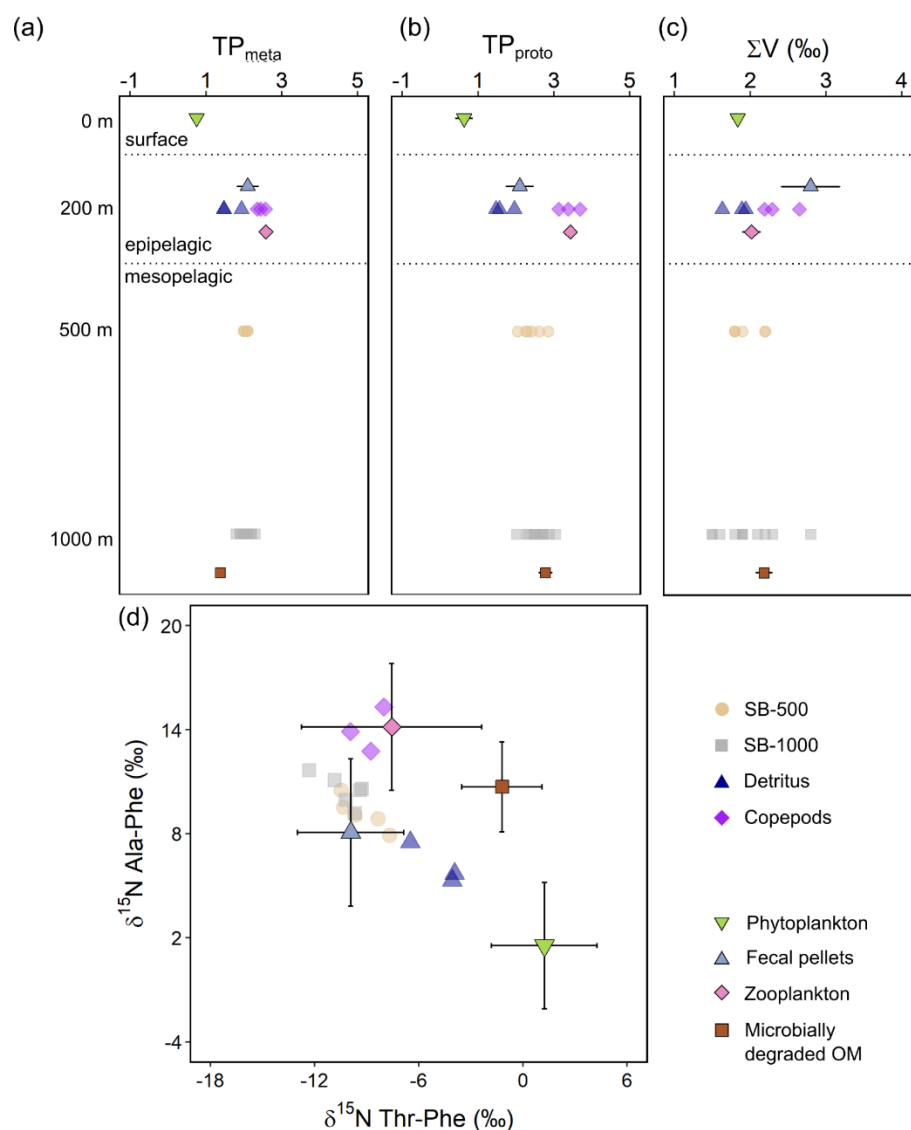 (a)
TP_meta
-1 1 3 5
(b)
TP_proto
-1 1 3 5
(c)
ΣV (‰)
1 2 3 4
0 m
surface
200 m
epipelagic
mesopelagic
500 m
1000 m
(d)
20
14
8
2
-4
δ¹⁵N Ala-Phe (‰)
-18 -12 -6 0 6
δ¹⁵N Thr-Phe (‰)
SB-500
SB-1000
Detritus
Copepods
Phytoplankton
Fecal pellets
Zooplankton
Microbially
degraded OM